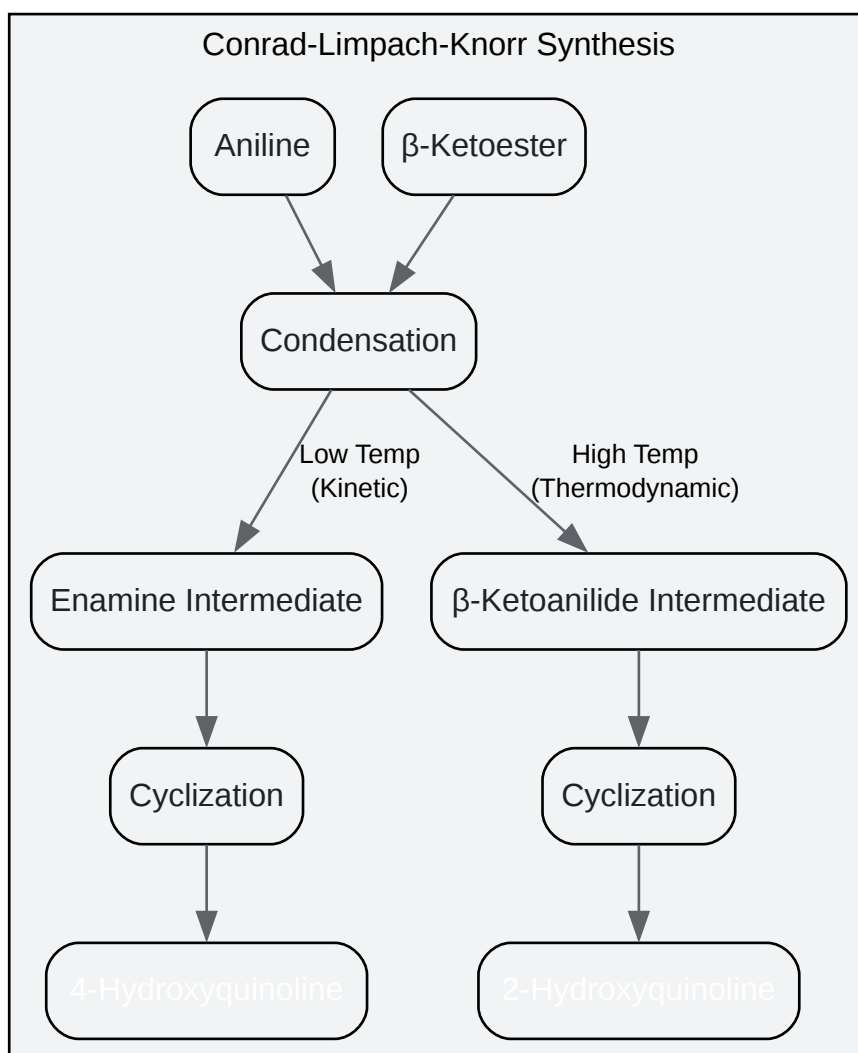 Conrad-Limpach-Knorr Synthesis
Aniline
β-Ketoester
Condensation
Low Temp
(Kinetic)
High Temp
(Thermodynamic)
Enamine Intermediate
β-Ketoanilide Intermediate
Cyclization
Cyclization
4-Hydroxyquinoline
2-Hydroxyquinoline